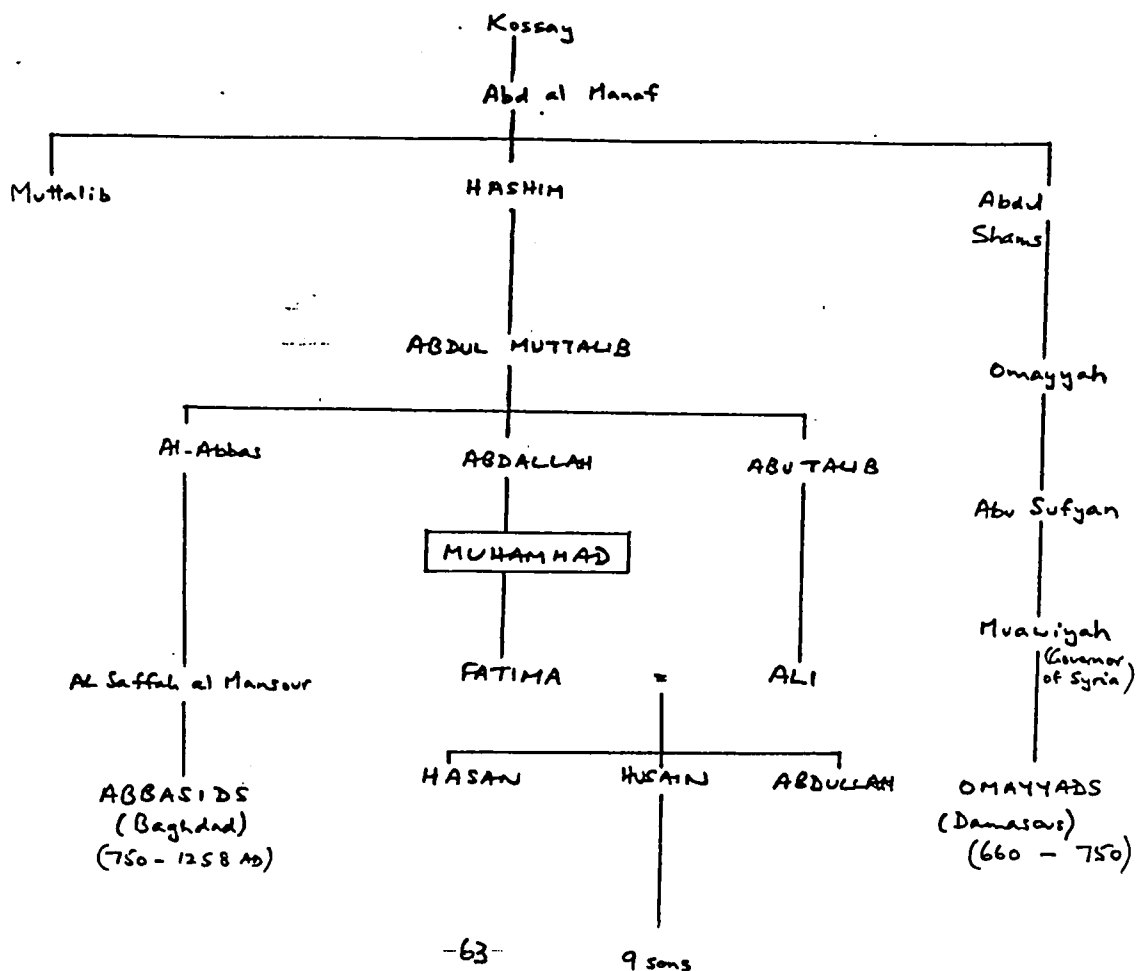 Kossay
Abd al Manaf
Muttalib
HASHIM
Abdul
Shams
ABDUL MUTTALIB
Omayyah
Al-Abbas
ABDALLAH
ABU TALIB
Abu Sufyan
MUHAMMAD
Muawiyah
(Governor
of Syria)
Al Saffah al Mansour
FATIMA = ALI
HASAN
HUSAIN
ABDULLAH
ABBASIDS
(Baghdad)
(750 - 1258 AD)
OMAYYADS
(Damascus)
(660 - 750)
-63-
9 sons